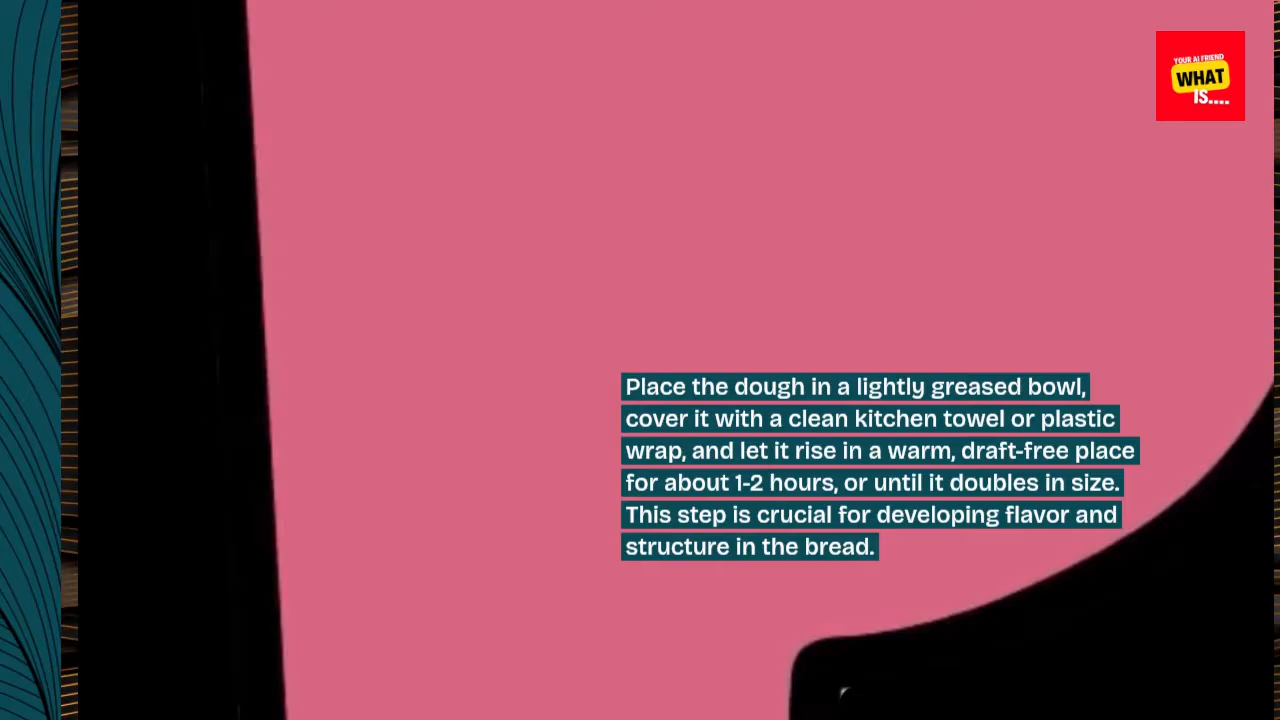 YOUR AI FRIEND
WHAT
IS....
Place the dough in a lightly greased bowl,
cover it with a clean kitchen towel or plastic
wrap, and let it rise in a warm, draft-free place
for about 1-2 hours, or until it doubles in size.
This step is crucial for developing flavor and
structure in the bread.